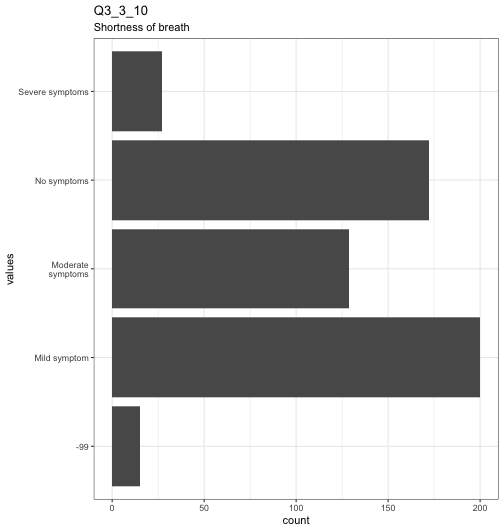 Q3_3_10
Shortness of breath
Severe symptoms
No symptoms
Moderate
symptoms
Mild symptom
-99
values
0 50 100 150 200
count